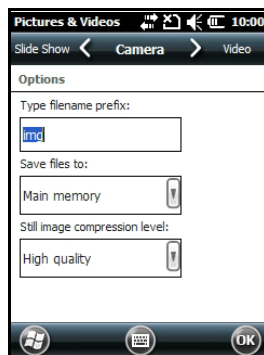 Pictures & Videos 10:00
Slide Show Camera Video
Options
Type filename prefix:
img
Save files to:
Main memory
Still image compression level:
High quality
OK